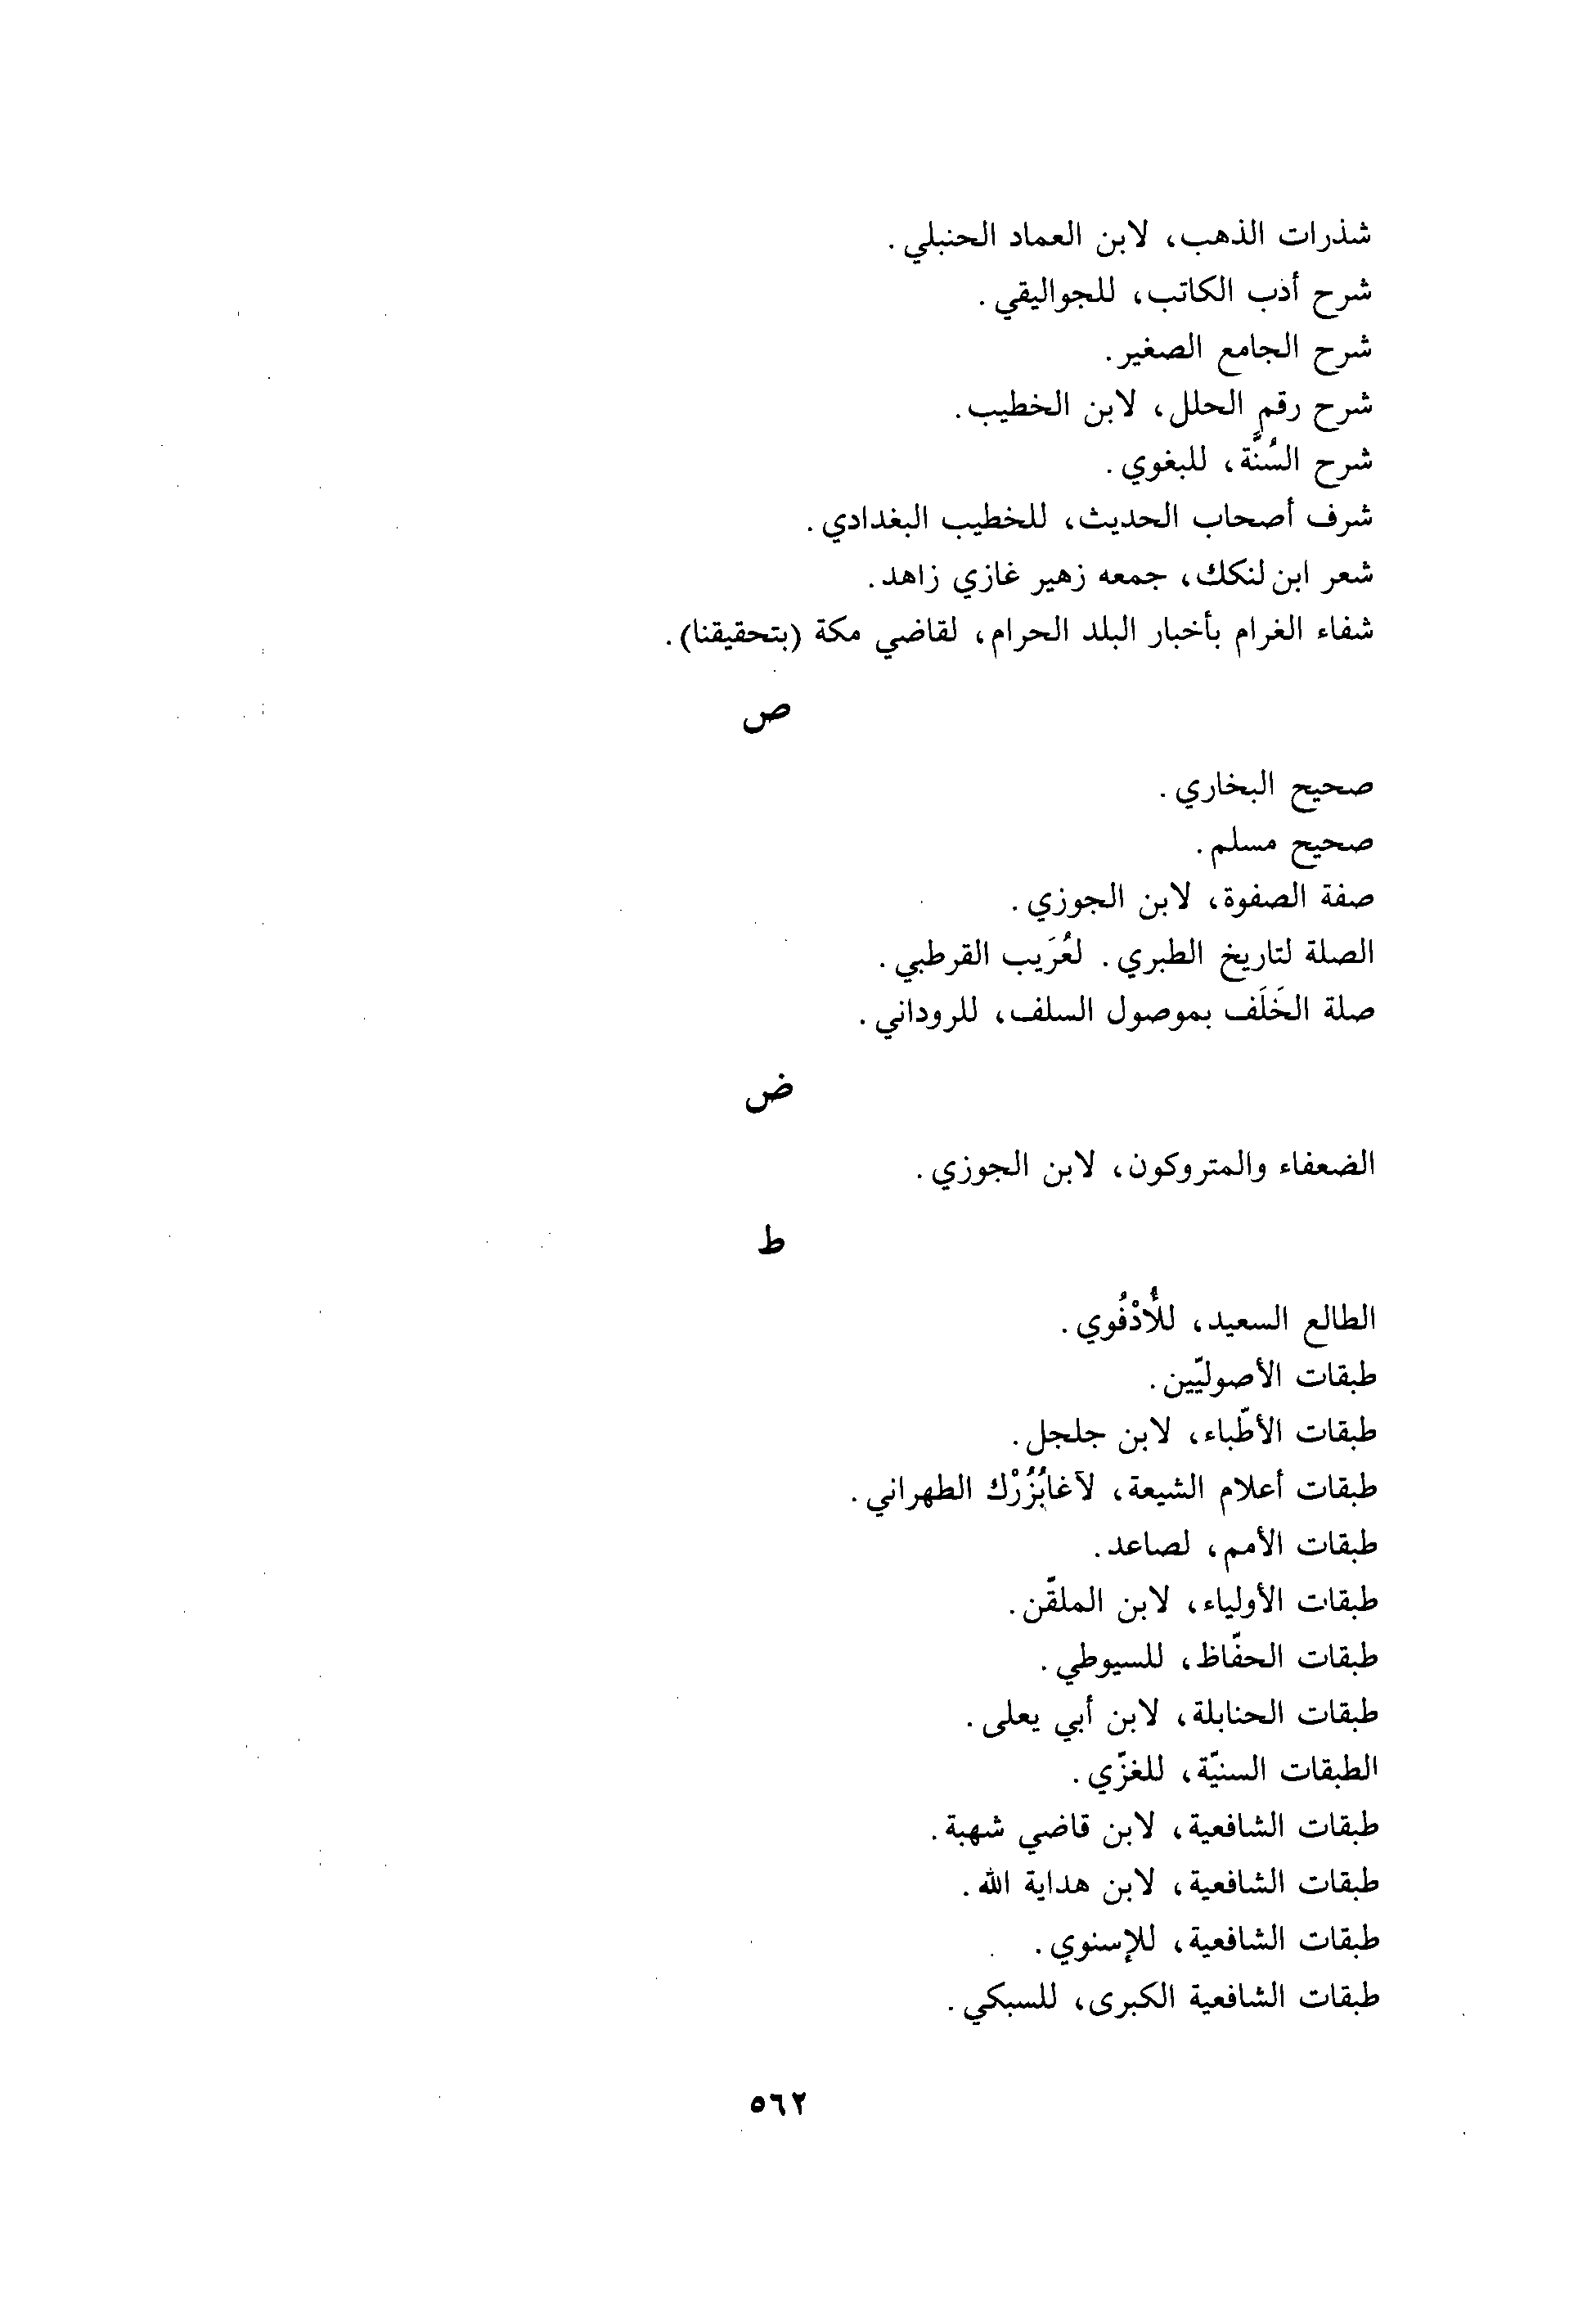 شذرات الذهب، لابن العماد الحنبلي.
شرح أدب الكاتب، للجواليقي.
شرح الجامع الصغير.
شرح رقم الحلل، لابن الخطيب.
شرح السُنَّة، للبغوي.
شرف أصحاب الحديث، للخطيب البغدادي.
شعر ابن لنكك، جمعه زهير غازي زاهد.
شفاء الغرام بأخبار البلد الحرام، لقاضي مكة (بتحقيقنا).
ص
صحيح البخاري.
صحيح مسلم.
صفة الصفوة، لابن الجوزي.
الصلة لتاريخ الطبري. لعُرَيب القرطبي.
صلة الخَلَف بموصول السلف، للروداني.
ض
الضعفاء والمتروكون، لابن الجوزي.
ط
الطالع السعيد، للأُدْفُوي.
طبقات الأصوليّين.
طبقات الأطّباء، لابن جلجل.
طبقات أعلام الشيعة، لآغابُزُرْك الطهراني.
طبقات الأمم، لصاعد.
طبقات الأولياء، لابن الملقّن.
طبقات الحفّاظ، للسيوطي.
طبقات الحنابلة، لابن أبي يعلى.
الطبقات السنيّة، للغزّي.
طبقات الشافعية، لابن قاضي شهبة.
طبقات الشافعية، لابن هداية الله.
طبقات الشافعية، للإسنوي.
طبقات الشافعية الكبرى، للسبكي.
٥٦٢